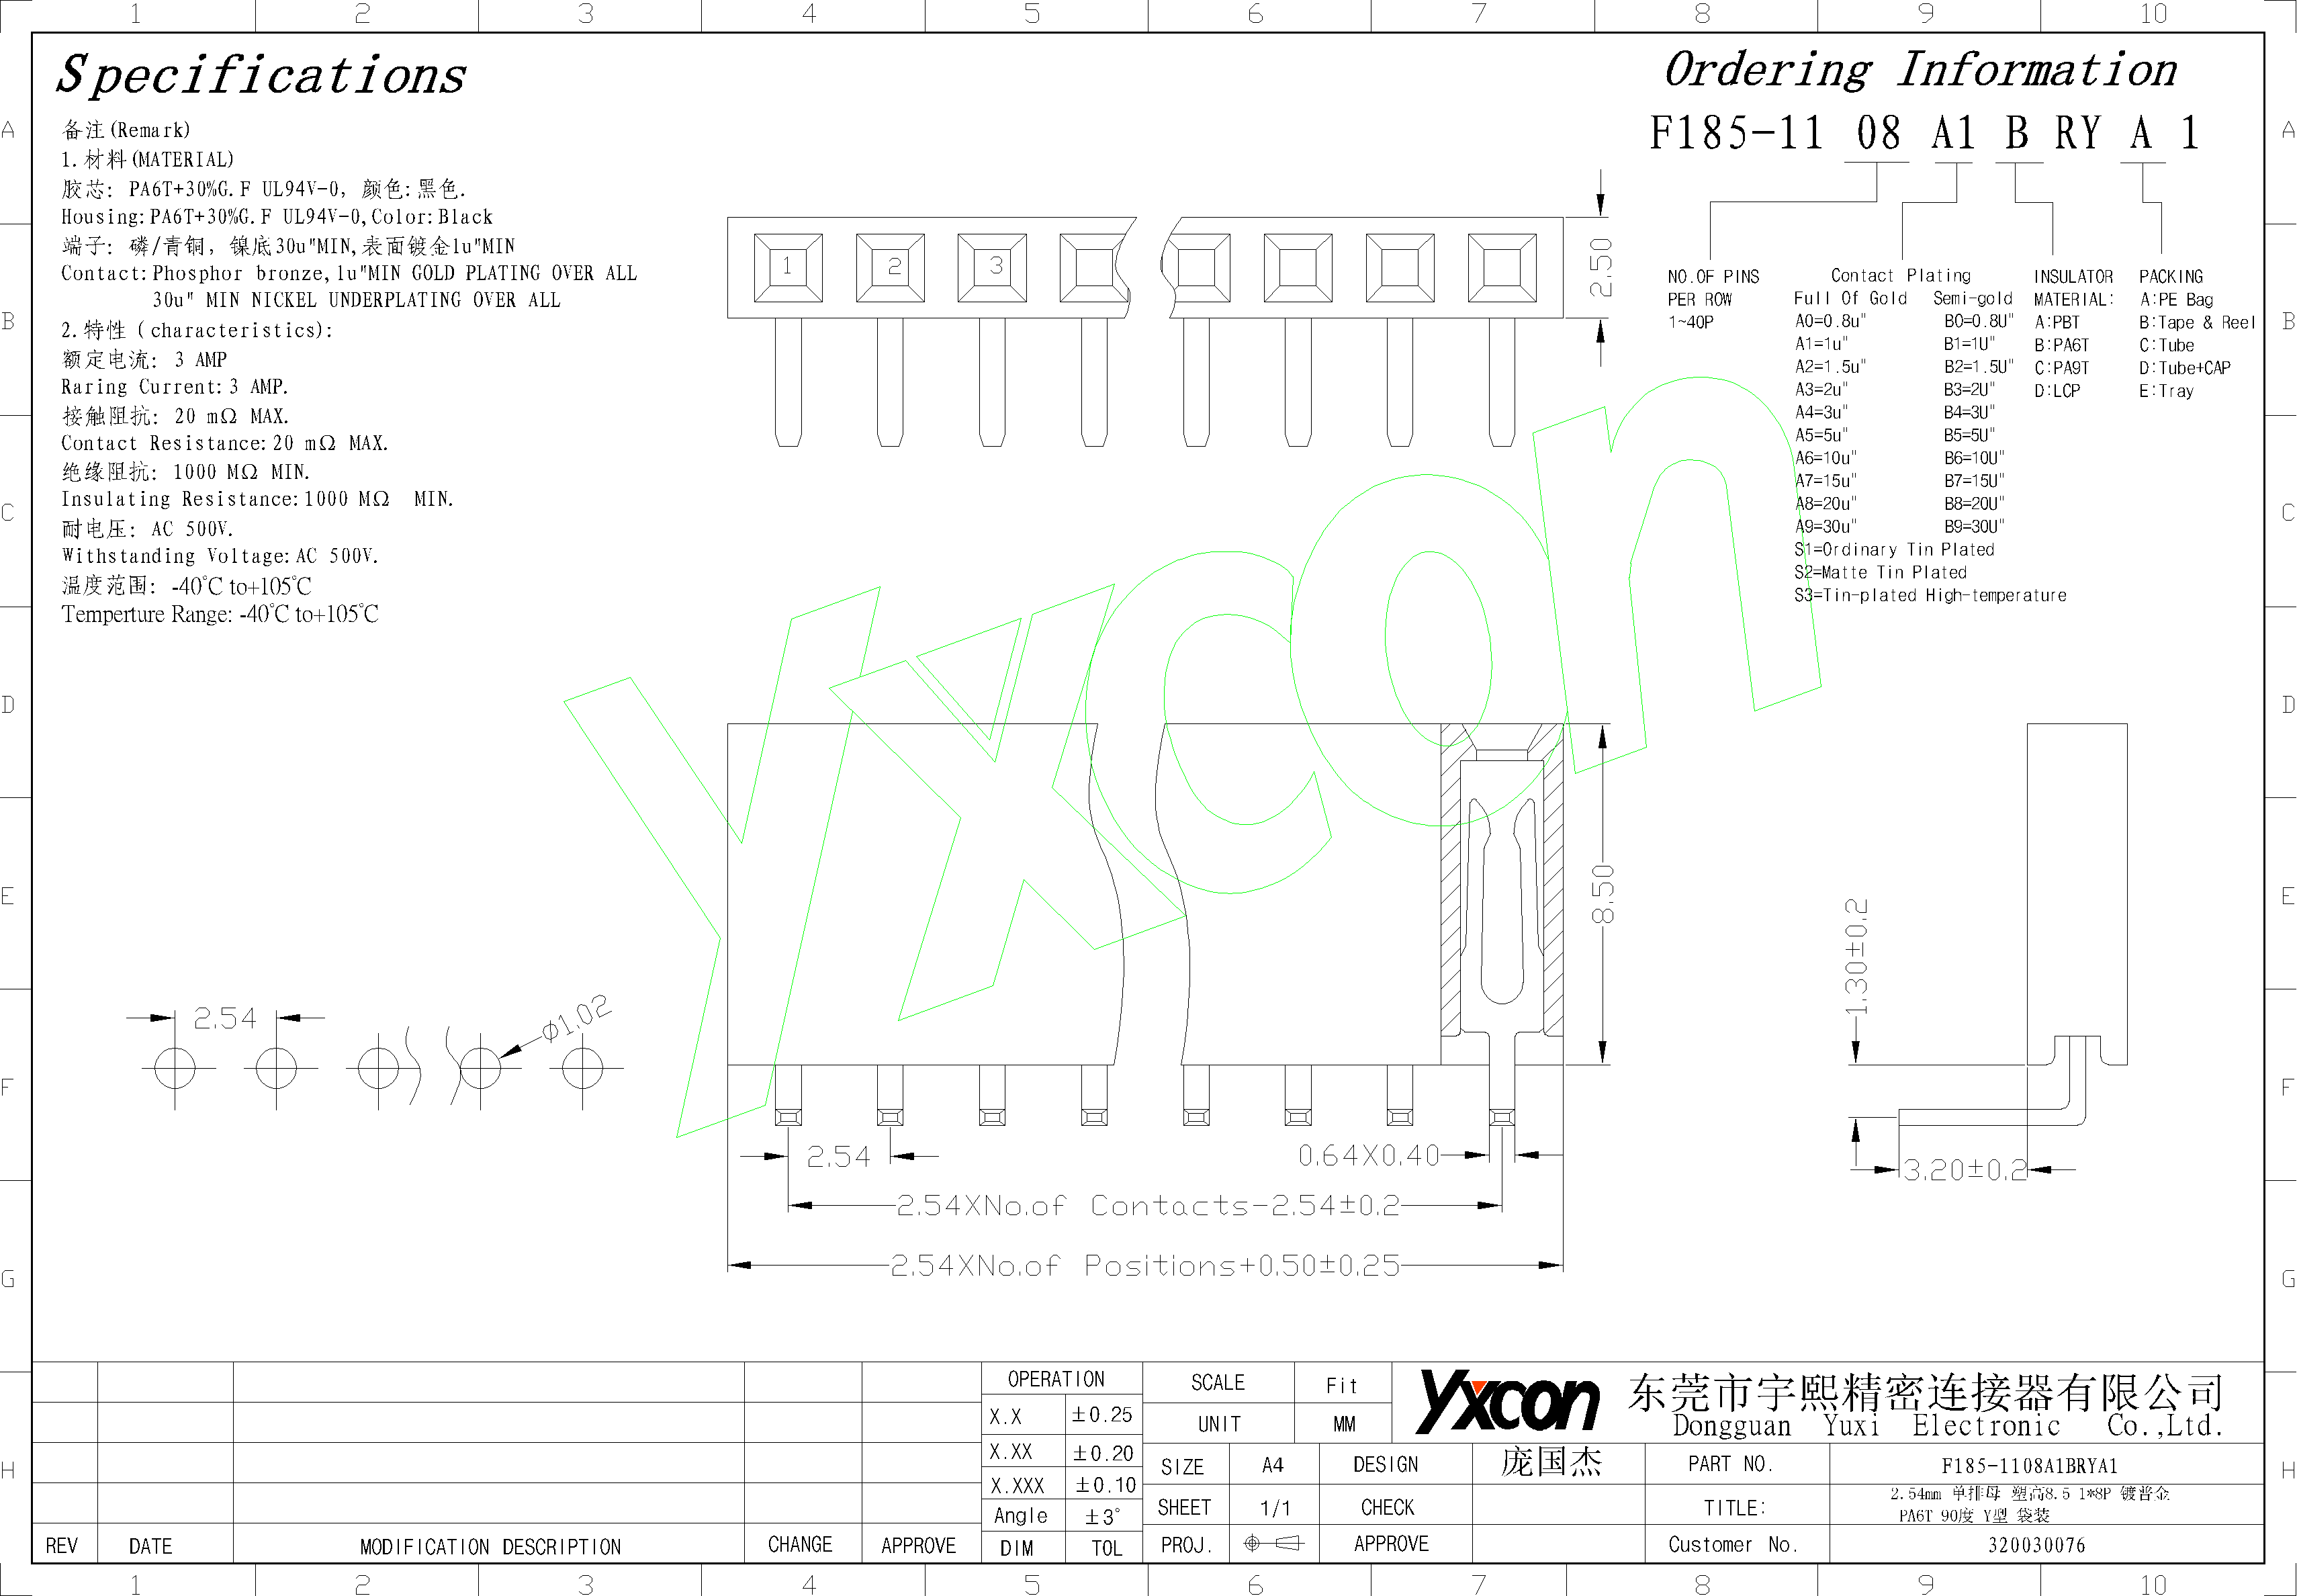 1 2 3 4 5 6 7 8 9 10
A
B
C
D
E
F
G
H
Specifications
备注(Remark)
1.材料(MATERIAL)
胶芯: PA6T+30%G.F UL94V-0, 颜色:黑色.
Housing:PA6T+30%G.F UL94V-0,Color:Black
端子: 磷/青铜, 镍底30u"MIN,表面镀金1u"MIN
Contact:Phosphor bronze,1u"MIN GOLD PLATING OVER ALL
30u" MIN NICKEL UNDERPLATING OVER ALL
2.特性 (characteristics):
额定电流: 3 AMP
Raring Current:3 AMP.
接触阻抗: 20 mΩ MAX.
Contact Resistance:20 mΩ MAX.
绝缘阻抗: 1000 MΩ MIN.
Insulating Resistance:1000 MΩ MIN.
耐电压: AC 500V.
Withstanding Voltage:AC 500V.
温度范围: -40℃ to+105℃
Temperture Range: -40℃ to+105℃
Ordering Information
F185-11 08 A1 B RY A 1
NO.OF PINS
PER ROW
1~40P
Contact Plating
Full Of Gold Semi-gold
A0=0.8u" B0=0.8U"
A1=1u" B1=1U"
A2=1.5u" B2=1.5U"
A3=2u" B3=2U"
A4=3u" B4=3U"
A5=5u" B5=5U"
A6=10u" B6=10U"
A7=15u" B7=15U"
A8=20u" B8=20U"
A9=30u" B9=30U"
S1=Ordinary Tin Plated
S2=Matte Tin Plated
S3=Tin-plated High-temperature
INSULATOR
MATERIAL:
A:PBT
B:PA6T
C:PA9T
D:LCP
PACKING
A:PE Bag
B:Tape & Reel
C:Tube
D:Tube+CAP
E:Tray
1 2 3
2.50
Yxcon
8.50
1.30±0.2
3.20±0.2
2.54
ø1.02
2.54
0.64X0.40
2.54XNo.of Contacts-2.54±0.2
2.54XNo.of Positions+0.50±0.25
REV DATE MODIFICATION DESCRIPTION CHANGE APPROVE
OPERATION
X.X ±0.25
X.XX ±0.20
X.XXX ±0.10
Angle ±3°
DIM TOL
SCALE Fit
UNIT MM
SIZE A4 DESIGN 庞国杰
SHEET 1/1 CHECK
PROJ. APPROVE
Yxcon
东莞市宇熙精密连接器有限公司
Dongguan Yuxi Electronic Co.,Ltd.
PART NO. F185-1108A1BRYA1
TITLE: 2.54mm 单排母 塑高8.5 1*8P 镀普金
PA6T 90度 Y型 袋装
Customer No. 320030076
A
B
C
D
E
F
G
H
1 2 3 4 5 6 7 8 9 10